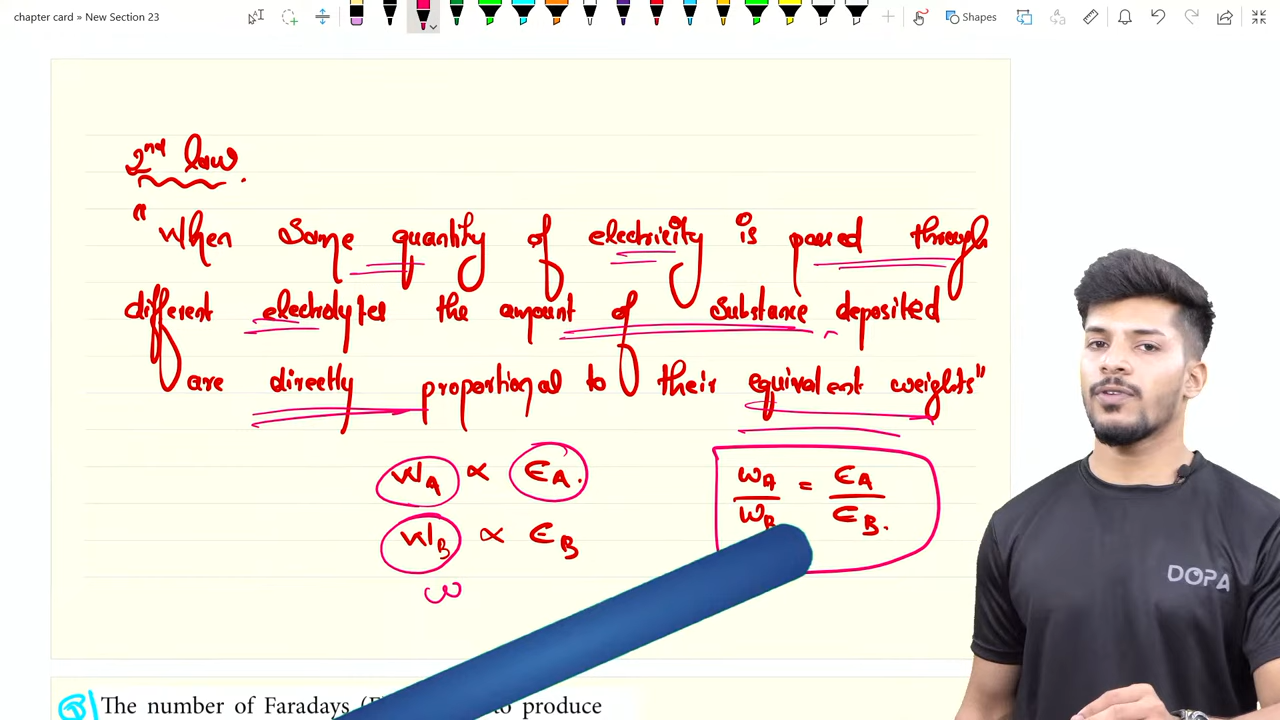 chapter card » New Section 23
Shapes
2nd law.
"When Same quantity of electricity is passed through
different electrolytes the amount of Substance deposited
are directly proportional to their equivalent weights"
WA ∝ EA.
WB ∝ EB
ω
WA/WB = EA/EB.
DOPA
The number of Faradays to produce